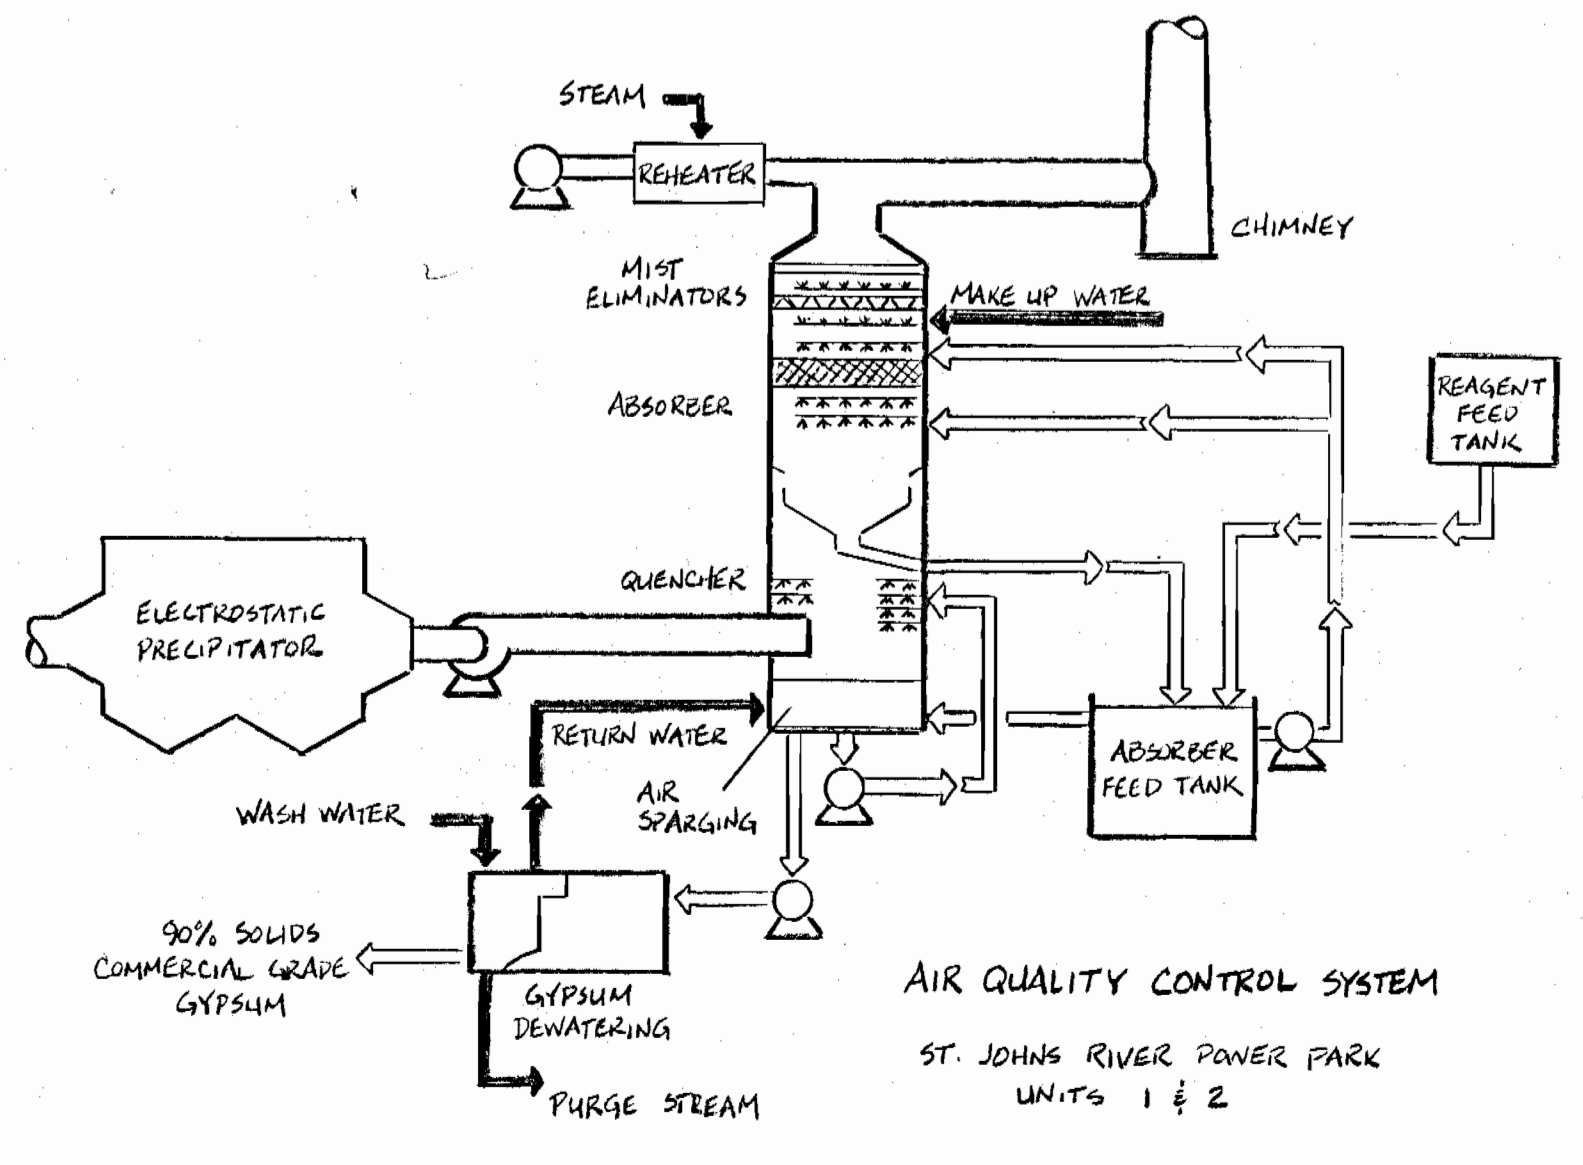 STEAM
REHEATER
CHIMNEY
MIST
ELIMINATORS
MAKE UP WATER
ABSORBER
REAGENT
FEED
TANK
QUENCHER
ELECTROSTATIC
PRECIPITATOR
RETURN WATER
ABSORBER
FEED TANK
AIR
SPARGING
WASH WATER
90% SOLIDS
COMMERCIAL GRADE
GYPSUM
GYPSUM
DEWATERING
PURGE STREAM
AIR QUALITY CONTROL SYSTEM
ST. JOHNS RIVER POWER PARK
UNITS 1 & 2